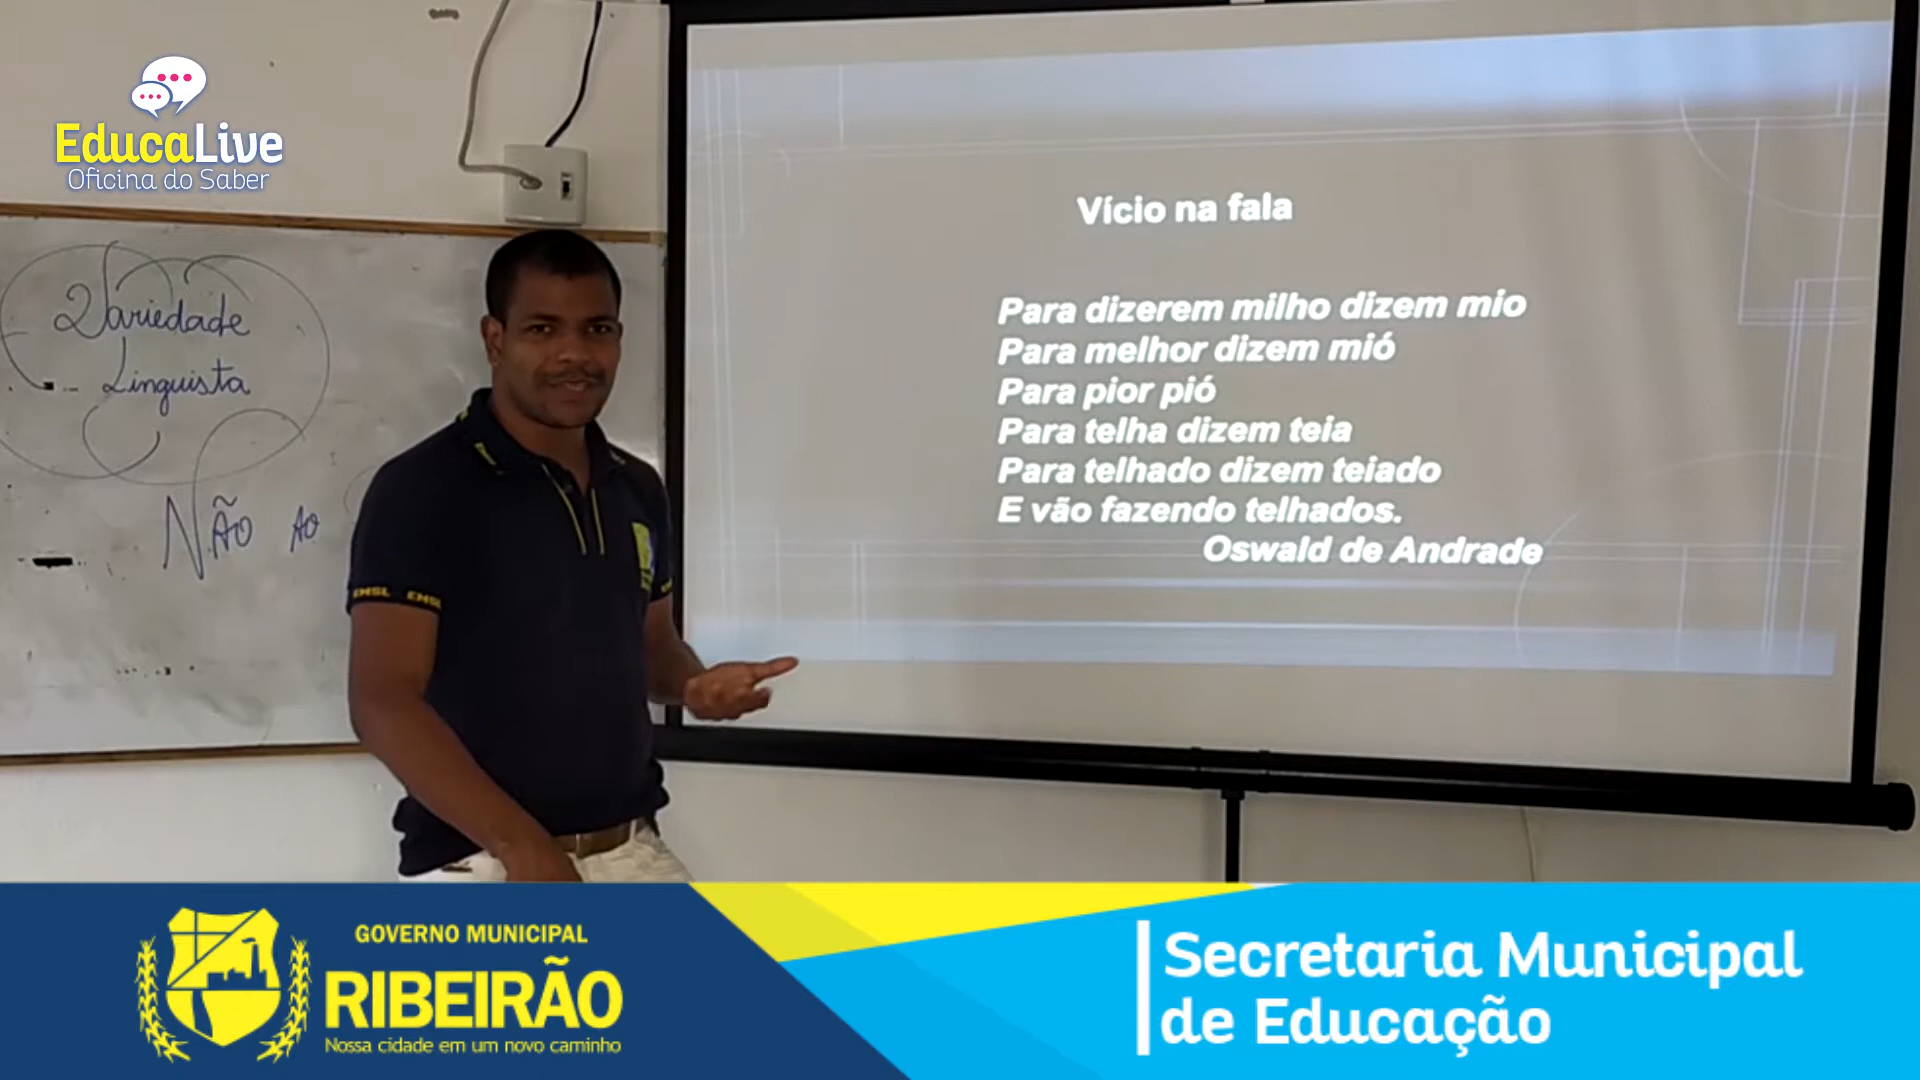 EducaLive
Oficina do Saber
Variedade
Linguista
NÃO AO
Vício na fala
Para dizerem milho dizem mio
Para melhor dizem mió
Para pior pió
Para telha dizem teia
Para telhado dizem teiado
E vão fazendo telhados.
Oswald de Andrade
EMSL EMSL
GOVERNO MUNICIPAL
RIBEIRÃO
Nossa cidade em um novo caminho
Secretaria Municipal
de Educação